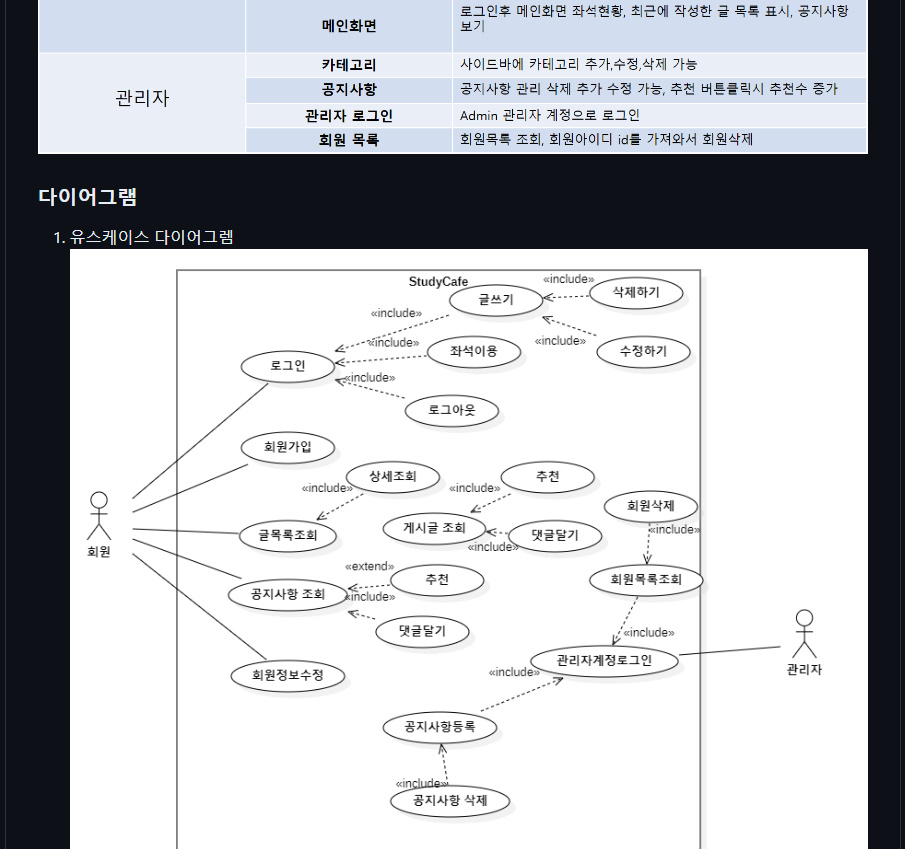 메인화면
로그인후 메인화면 좌석현황, 최근에 작성한 글 목록 표시, 공지사항
보기
관리자
카테고리
사이드바에 카테고리 추가,수정,삭제 가능
공지사항
공지사항 관리 삭제 추가 수정 가능, 추천 버튼클릭시 추천수 증가
관리자 로그인
Admin 관리자 계정으로 로그인
회원 목록
회원목록 조회, 회원아이디 id를 가져와서 회원삭제
다이어그램
1. 유스케이스 다이어그렘
StudyCafe
«include»
글쓰기
삭제하기
«include»
«include»
«include»
좌석이용
수정하기
로그인
«include»
로그아웃
회원가입
상세조회
추천
«include»
«include»
회원삭제
회원
글목록조회
게시글 조회
댓글달기
«include»
«include»
«extend»
추천
회원목록조회
공지사항 조회
«include»
댓글달기
«include»
관리자계정로그인
관리자
회원정보수정
«include»
공지사항등록
«include»
공지사항 삭제